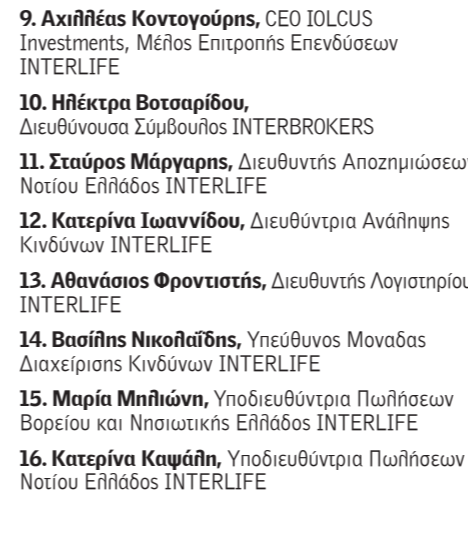 9. Αχιλλέας Κοντογούρης, CEO IOLCUS
Investments, Μέλος Επιτροπής Επενδύσεων
INTERLIFE
10. Ηλέκτρα Βοτσαρίδου,
Διευθύνουσα Σύμβουλος INTERBROKERS
11. Σταύρος Μάργαρης, Διευθυντής Αποζημιώσεων
Νοτίου Ελλάδος INTERLIFE
12. Κατερίνα Ιωαννίδου, Διευθύντρια Ανάληψης
Κινδύνων INTERLIFE
13. Αθανάσιος Φροντιστής, Διευθυντής Λογιστηρίου
INTERLIFE
14. Βασίλης Νικολαΐδης, Υπεύθυνος Μοναδας
Διαχείρισης Κινδύνων INTERLIFE
15. Μαρία Μηλιώνη, Υποδιευθύντρια Πωλήσεων
Βορείου και Νησιωτικής Ελλάδος INTERLIFE
16. Κατερίνα Καψάλη, Υποδιευθύντρια Πωλήσεων
Νοτίου Ελλάδος INTERLIFE